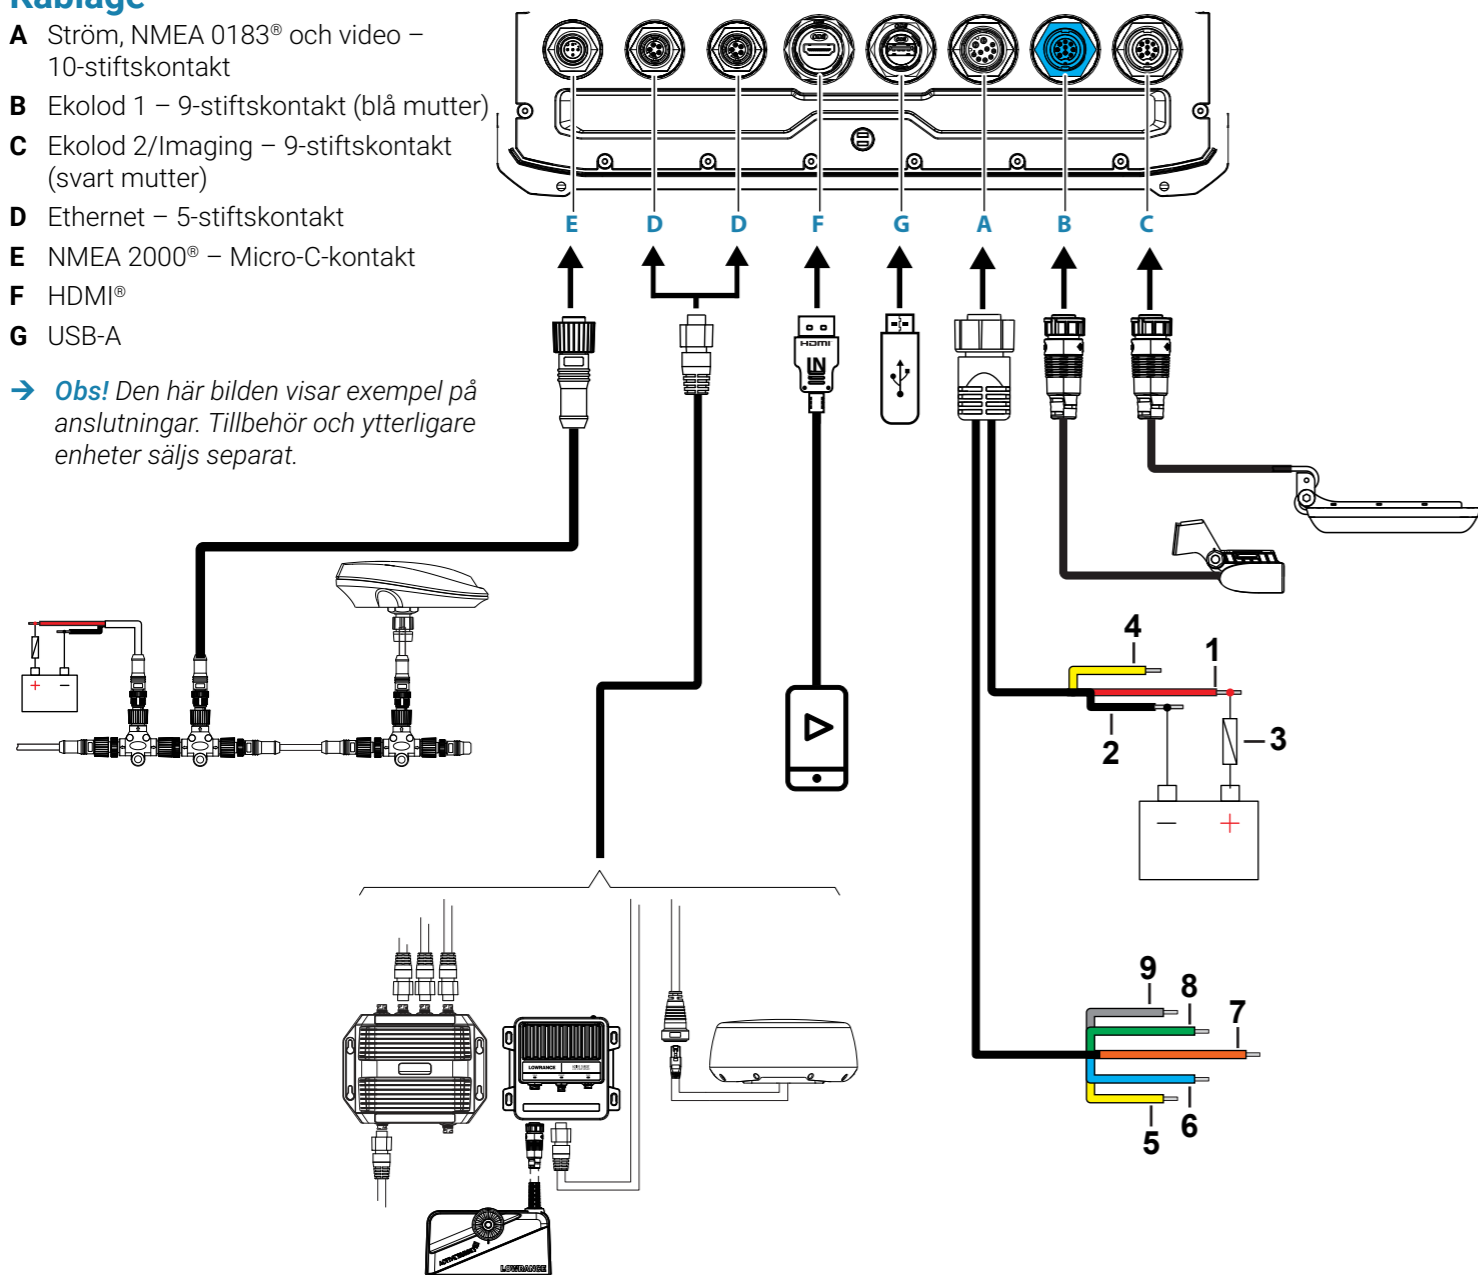 Kablage
A Ström, NMEA 0183® och video –
10-stiftskontakt
B Ekolod 1 – 9-stiftskontakt (blå mutter)
C Ekolod 2/Imaging – 9-stiftskontakt
(svart mutter)
D Ethernet – 5-stiftskontakt
E NMEA 2000® – Micro-C-kontakt
F HDMI®
G USB-A
→ Obs! Den här bilden visar exempel på
anslutningar. Tillbehör och ytterligare
enheter säljs separat.
E D D F G A B C
HDMI
IN
4
1
2
3
+ –
– +
9
8
7
6
5
LOWRANCE
LOWRANCE